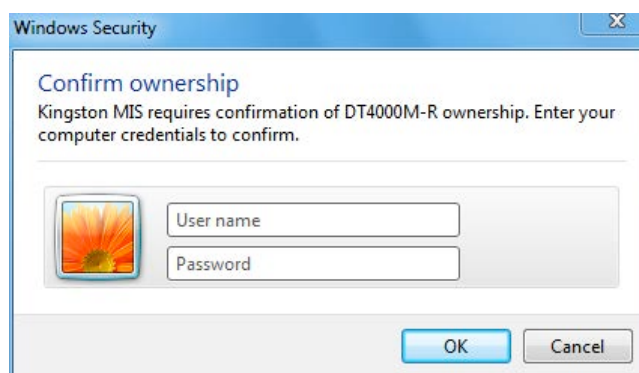 Windows Security
Confirm ownership
Kingston MIS requires confirmation of DT4000M-R ownership. Enter your
computer credentials to confirm.
User name
Password
OK
Cancel